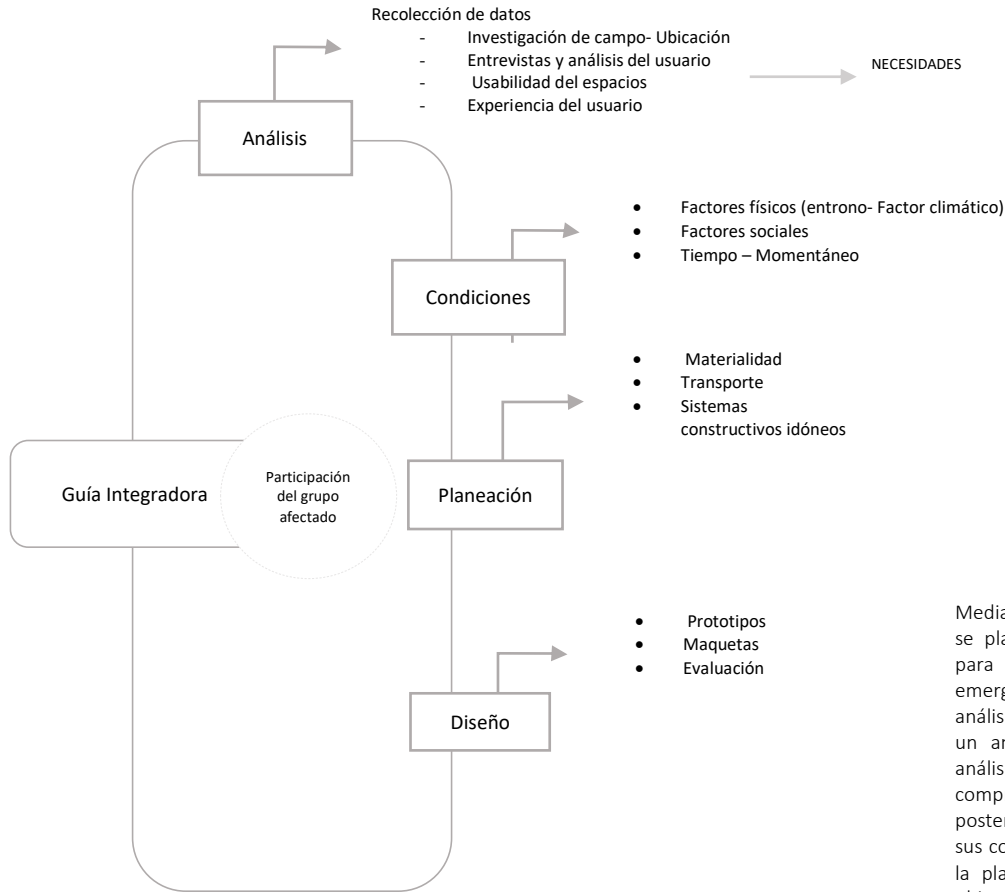 Recolección de datos
- Investigación de campo- Ubicación
- Entrevistas y análisis del usuario
- Usabilidad del espacios
- Experiencia del usuario
NECESIDADES
Análisis
• Factores físicos (entrono- Factor climático)
• Factores sociales
• Tiempo – Momentáneo
Condiciones
• Materialidad
• Transporte
• Sistemas
constructivos idóneos
Guía Integradora
Participación
del grupo
afectado
Planeación
• Prototipos
• Maquetas
• Evaluación
Diseño
Media
se pla
para
emerg
anális
un an
anális
comp
poster
sus co
la pla